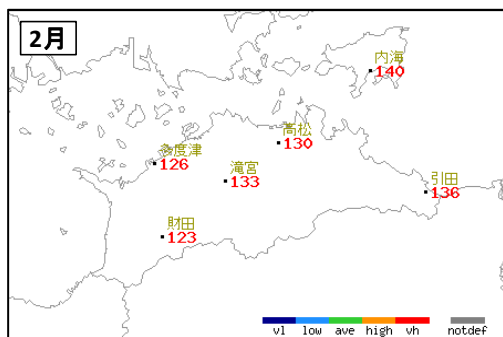 2月
内海
140
高松
130
多度津
126
滝宮
133
引田
136
財田
123
vl low ave high vh notdef